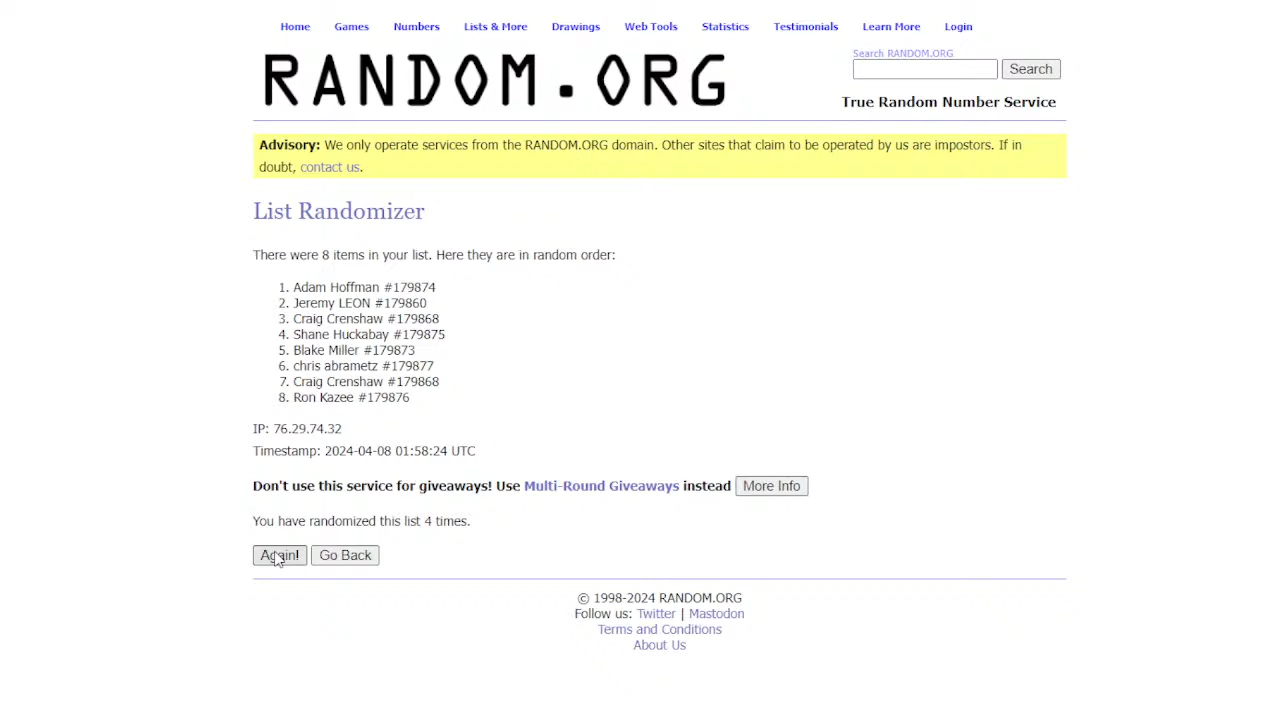 Home Games Numbers Lists & More Drawings Web Tools Statistics Testimonials Learn More Login
RANDOM.ORG
Search RANDOM.ORG
Search
True Random Number Service
Advisory: We only operate services from the RANDOM.ORG domain. Other sites that claim to be operated by us are impostors. If in
doubt, contact us.
List Randomizer
There were 8 items in your list. Here they are in random order:
1. Adam Hoffman #179874
2. Jeremy LEON #179860
3. Craig Crenshaw #179868
4. Shane Huckabay #179875
5. Blake Miller #179873
6. chris abrametz #179877
7. Craig Crenshaw #179868
8. Ron Kazee #179876
IP: 76.29.74.32
Timestamp: 2024-04-08 01:58:24 UTC
Don't use this service for giveaways! Use Multi-Round Giveaways instead More Info
You have randomized this list 4 times.
Again! Go Back
© 1998-2024 RANDOM.ORG
Follow us: Twitter | Mastodon
Terms and Conditions
About Us